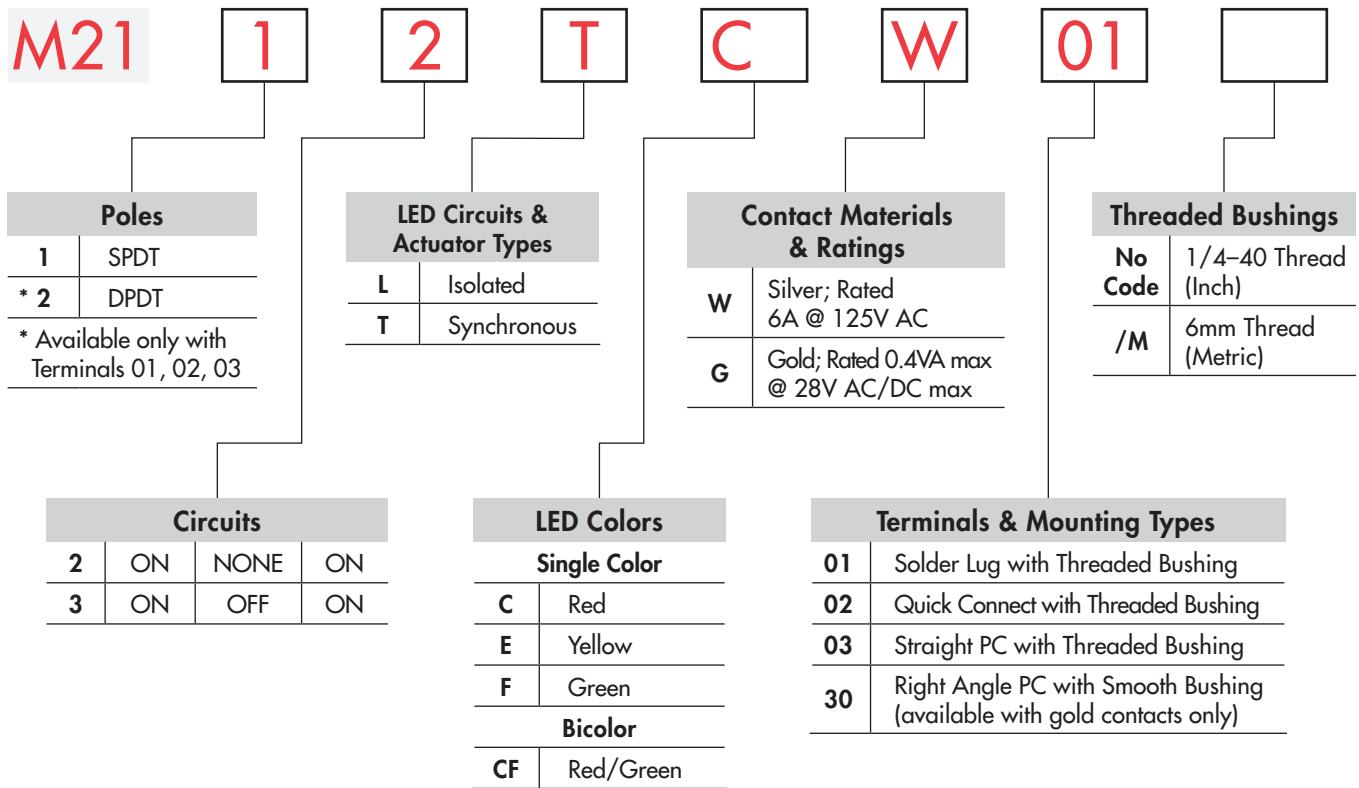 M21 1 2 T C W 01
Poles
1 SPDT
* 2 DPDT
* Available only with
Terminals 01, 02, 03
LED Circuits &
Actuator Types
L Isolated
T Synchronous
Contact Materials
& Ratings
W Silver; Rated
6A @ 125V AC
G Gold; Rated 0.4VA max
@ 28V AC/DC max
Threaded Bushings
No
Code 1/4–40 Thread
(Inch)
/M 6mm Thread
(Metric)
Circuits
2 ON NONE ON
3 ON OFF ON
LED Colors
Single Color
C Red
E Yellow
F Green
Bicolor
CF Red/Green
Terminals & Mounting Types
01 Solder Lug with Threaded Bushing
02 Quick Connect with Threaded Bushing
03 Straight PC with Threaded Bushing
30 Right Angle PC with Smooth Bushing
(available with gold contacts only)